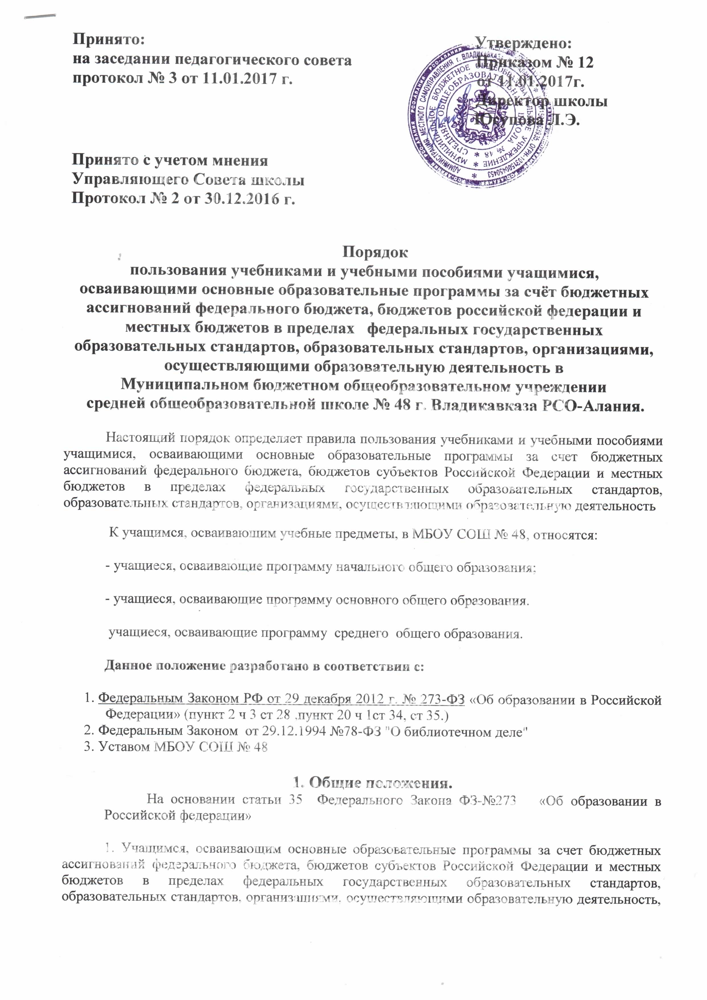 Принято:
на заседании педагогического совета
протокол № 3 от 11.01.2017 г.
Утверждено:
Приказом № 12
от 11.01.2017г.
Директор школы
Юсупова Л.Э.
Принято с учетом мнения
Управляющего Совета школы
Протокол № 2 от 30.12.2016 г.
Порядок
пользования учебниками и учебными пособиями учащимися,
осваивающими основные образовательные программы за счёт бюджетных
ассигнований федерального бюджета, бюджетов российской федерации и
местных бюджетов в пределах федеральных государственных
образовательных стандартов, образовательных стандартов, организациями,
осуществляющими образовательную деятельность в
Муниципальном бюджетном общеобразовательном учреждении
средней общеобразовательной школе № 48 г. Владикавказа РСО-Алания.
Настоящий порядок определяет правила пользования учебниками и учебными пособиями
учащимися, осваивающими основные образовательные программы за счет бюджетных
ассигнований федерального бюджета, бюджетов субъектов Российской Федерации и местных
бюджетов в пределах федеральных государственных образовательных стандартов,
образовательных стандартов, организациями, осуществляющими образовательную деятельность
К учащимся, осваивающим учебные предметы, в МБОУ СОШ № 48, относятся:
- учащиеся, осваивающие программу начального общего образования;
- учащиеся, осваивающие программу основного общего образования.
учащиеся, осваивающие программу среднего общего образования.
Данное положение разработано в соответствии с:
1. Федеральным Законом РФ от 29 декабря 2012 г. № 273-ФЗ «Об образовании в Российской
Федерации» (пункт 2 ч 3 ст 28 ,пункт 20 ч 1ст 34, ст 35.)
2. Федеральным Законом от 29.12.1994 №78-ФЗ "О библиотечном деле"
3. Уставом МБОУ СОШ № 48
1. Общие положения.
На основании статьи 35 Федерального Закона ФЗ-№273 «Об образовании в
Российской федерации»
1. Учащимся, осваивающим основные образовательные программы за счет бюджетных
ассигнований федерального бюджета, бюджетов субъектов Российской Федерации и местных
бюджетов в пределах федеральных государственных образовательных стандартов,
образовательных стандартов, организациями, осуществляющими образовательную деятельность,
АДМИНИСТРАЦИЯ МЕСТНОГО САМОУПРАВЛЕНИЯ г. ВЛАДИКАВКАЗ
ОГРН-1031500450453
МУНИЦИПАЛЬНОЕ БЮДЖЕТНОЕ ОБЩЕОБРАЗОВАТЕЛЬНОЕ УЧРЕЖДЕНИЕ
СРЕДНЯЯ ОБЩЕОБРАЗОВАТЕЛЬНАЯ ШКОЛА № 48